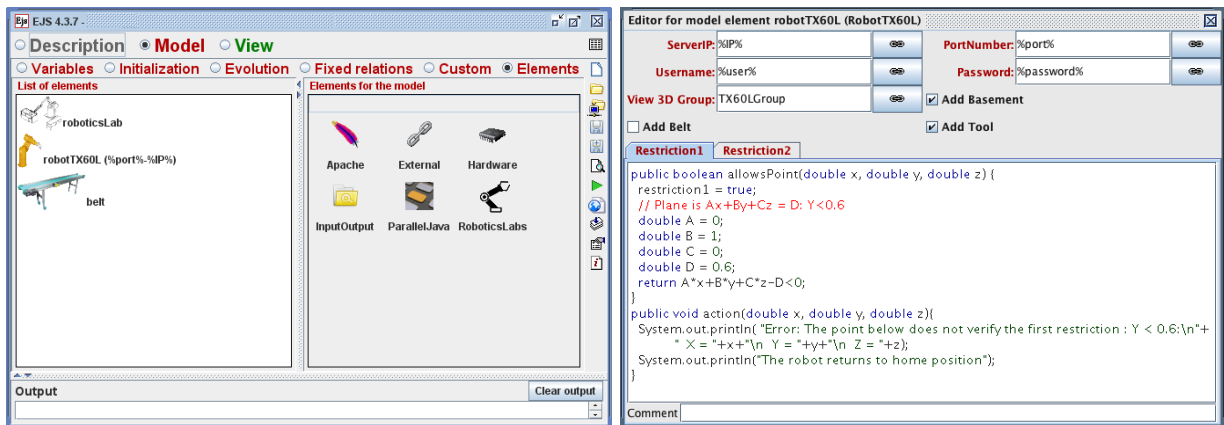 Ejs EJS 4.3.7 -
Description Model View
Variables Initialization Evolution Fixed relations Custom Elements
List of elements
roboticsLab
robotTX60L (%port%-%IP%)
belt
Elements for the model
Apache External Hardware
InputOutput ParallelJava RoboticsLabs
Output
Clear output
Editor for model element robotTX60L (RobotTX60L)
ServerIP: %IP% PortNumber: %port%
Username: %user% Password: %password%
View 3D Group: TX60LGroup Add Basement
Add Belt Add Tool
Restriction1 Restriction2
public boolean allowsPoint(double x, double y, double z) {
restriction1 = true;
// Plane is Ax+By+Cz = D: Y<0.6
double A = 0;
double B = 1;
double C = 0;
double D = 0.6;
return A*x+B*y+C*z-D<0;
}
public void action(double x, double y, double z){
System.out.println( "Error: The point below does not verify the first restriction : Y < 0.6:\n"+
" X = "+x+"\n Y = "+y+"\n Z = "+z);
System.out.println("The robot returns to home position");
}
Comment